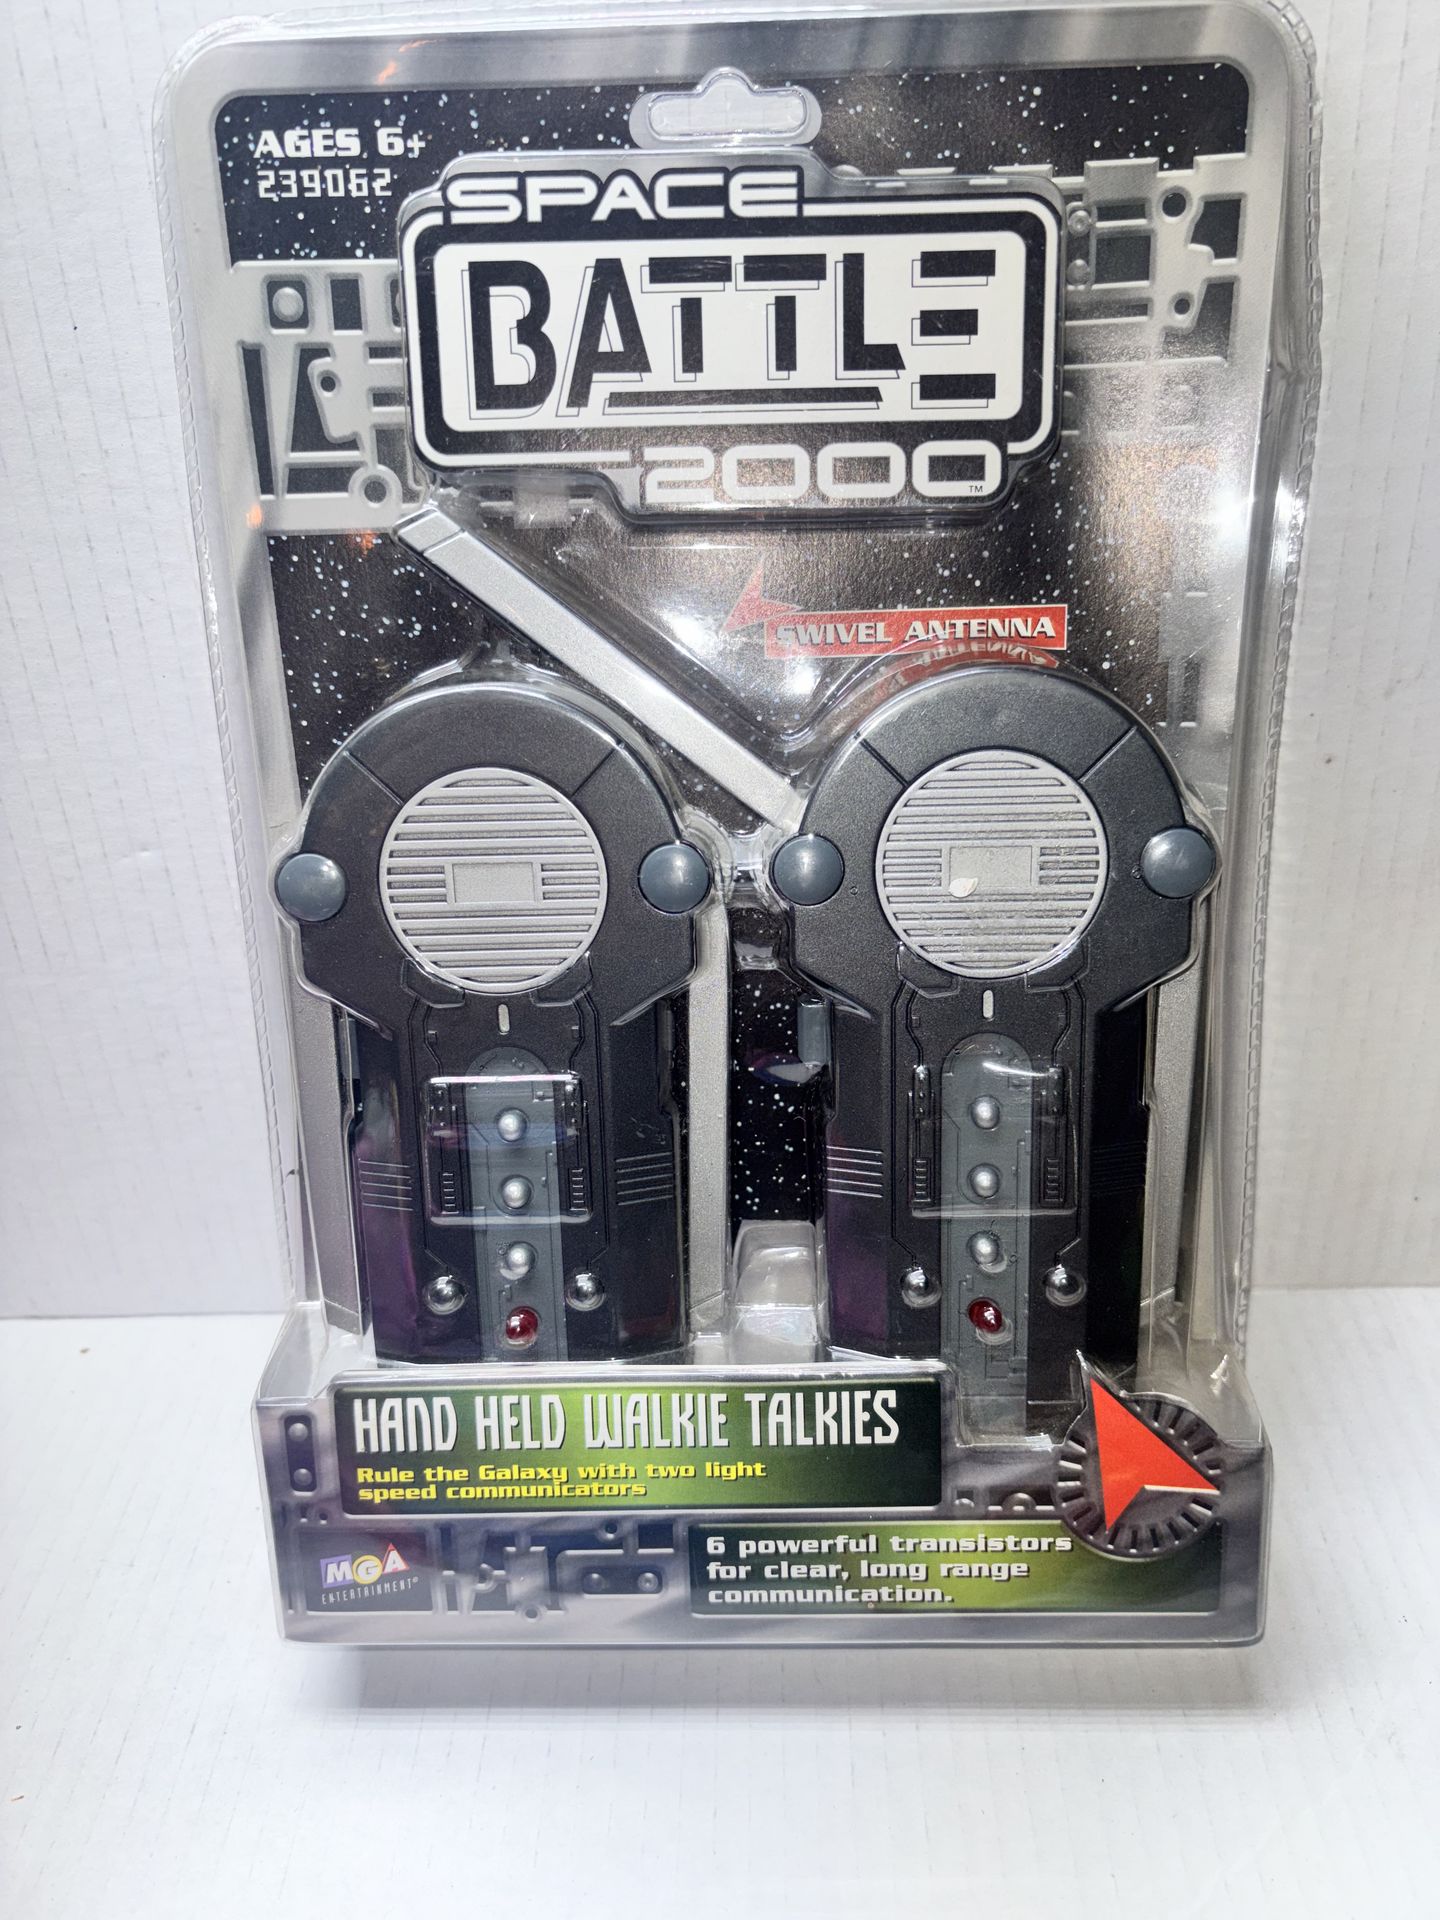 AGES 6+
239062
SPACE
BATTLE
2000™
SWIVEL ANTENNA
HAND HELD WALKIE TALKIES
Rule the Galaxy with two light
speed communicators
6 powerful transistors
for clear, long range
communication.
MGA
ENTERTAINMENT®